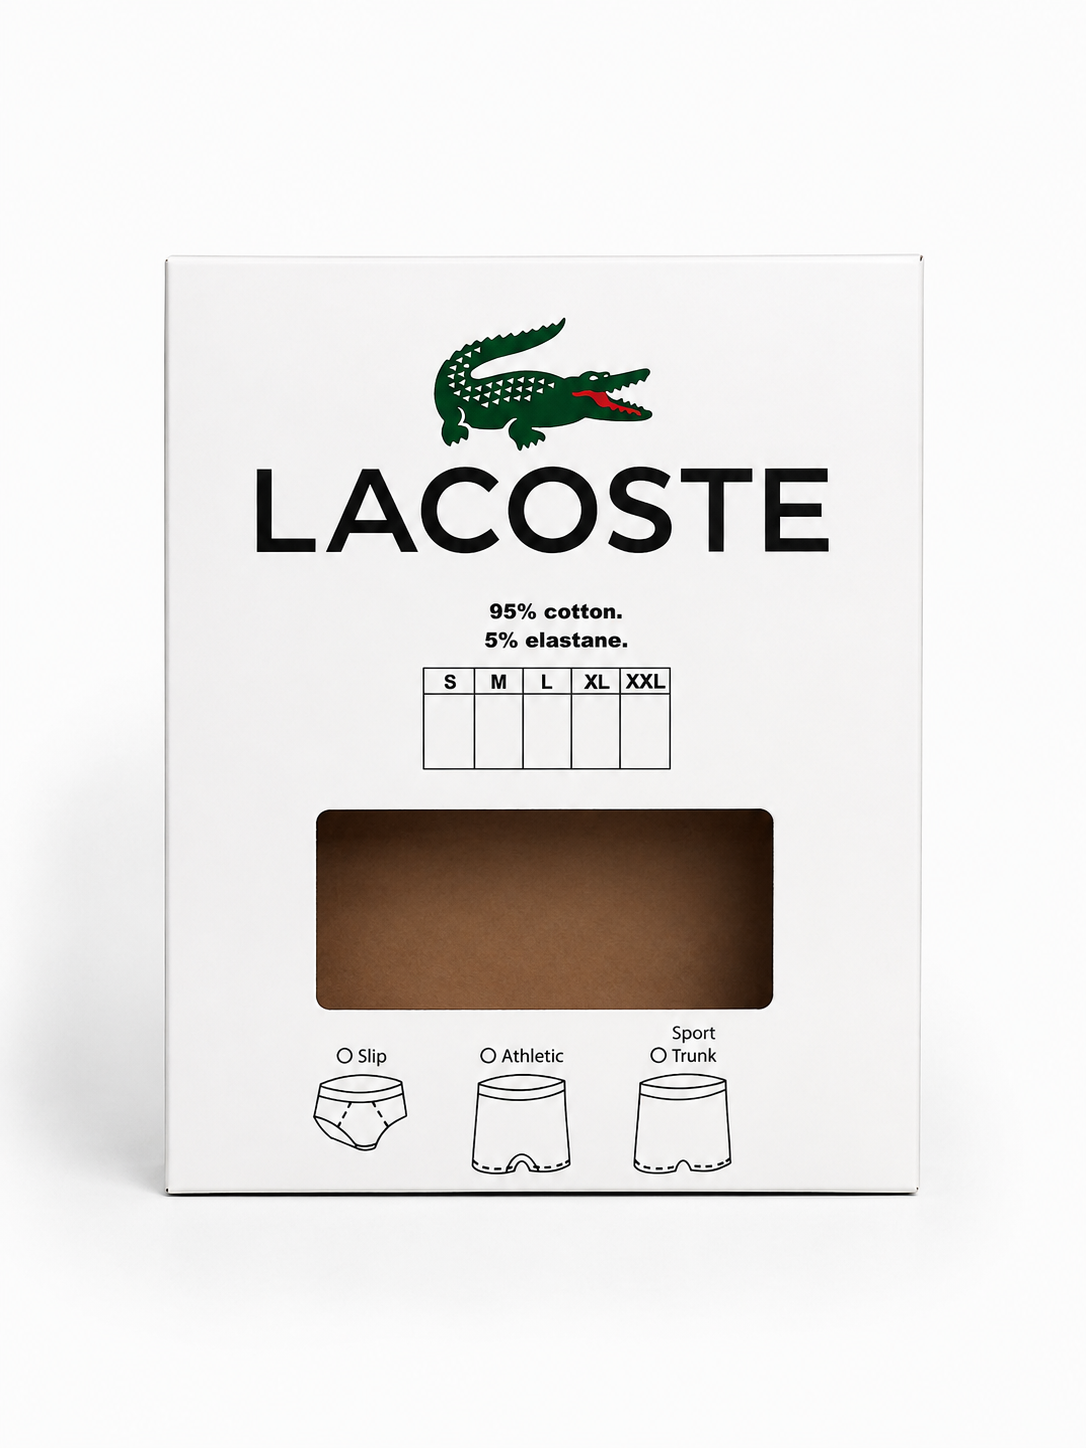 LACOSTE
95% cotton.
5% elastane.
S M L XL XXL
Slip
Athletic
Sport
Trunk